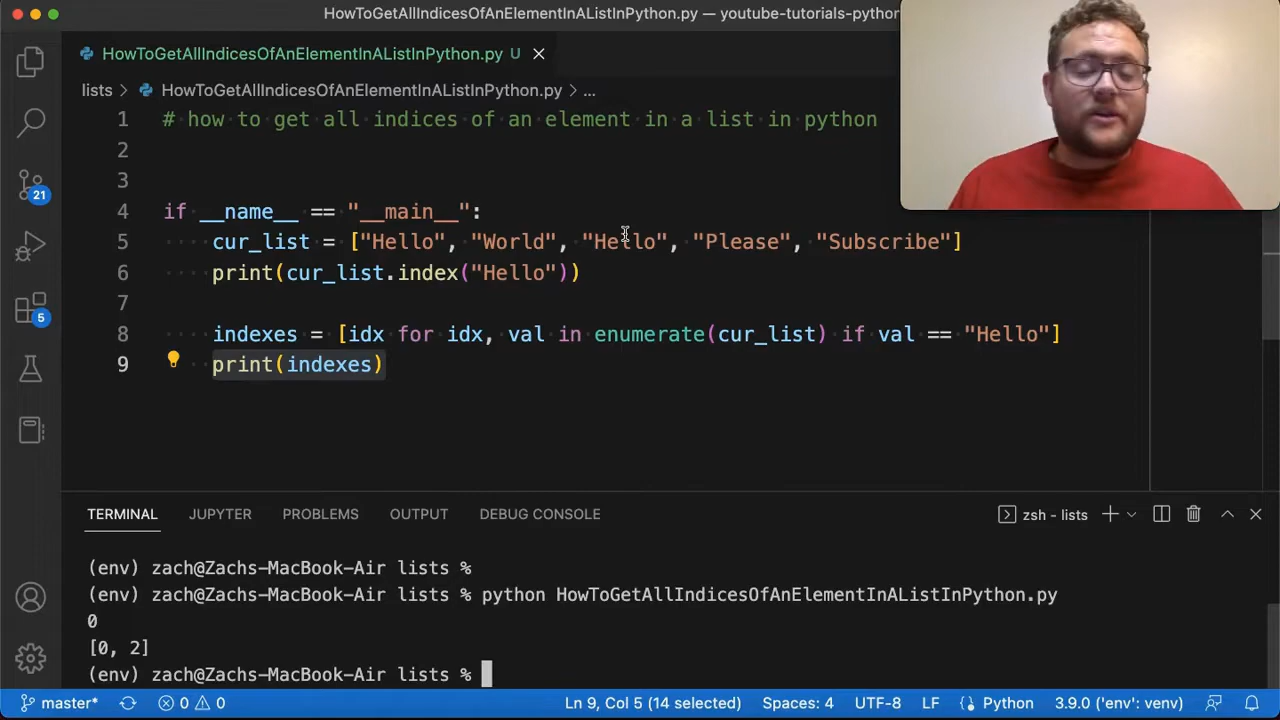 HowToGetAllIndicesOfAnElementInAListInPython.py — youtube-tutorials-python
HowToGetAllIndicesOfAnElementInAListInPython.py U
lists > HowToGetAllIndicesOfAnElementInAListInPython.py > ...
1 # how to get all indices of an element in a list in python
2
3
4 if __name__ == "__main__":
5 cur_list = ["Hello", "World", "Hello", "Please", "Subscribe"]
6 print(cur_list.index("Hello"))
7
8 indexes = [idx for idx, val in enumerate(cur_list) if val == "Hello"]
9 print(indexes)
21
5
TERMINAL JUPYTER PROBLEMS OUTPUT DEBUG CONSOLE zsh - lists
(env) zach@Zachs-MacBook-Air lists %
(env) zach@Zachs-MacBook-Air lists % python HowToGetAllIndicesOfAnElementInAListInPython.py
0
[0, 2]
(env) zach@Zachs-MacBook-Air lists %
master* 0 0 Ln 9, Col 5 (14 selected) Spaces: 4 UTF-8 LF Python 3.9.0 ('env': venv)